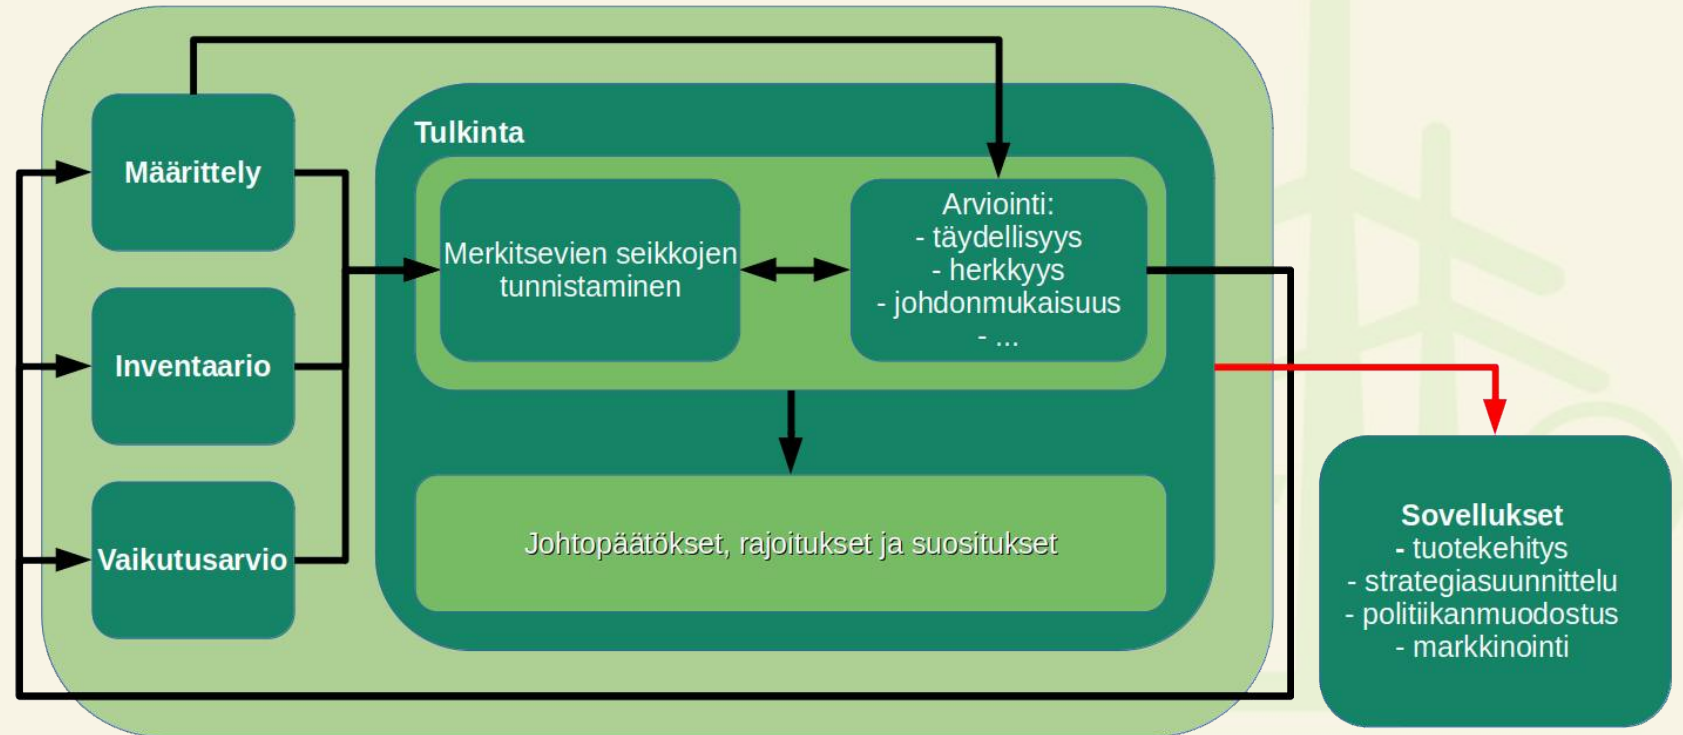 Tulkinta
Määrittely
Inventaario
Vaikutusarvio
Merkitsevien seikkojen
tunnistaminen
Arviointi:
- täydellisyys
- herkkyys
- johdonmukaisuus
- ...
Johtopäätökset, rajoitukset ja suositukset
Sovellukset
- tuotekehitys
- strategiasuunnittelu
- politiikanmuodostus
- markkinointi